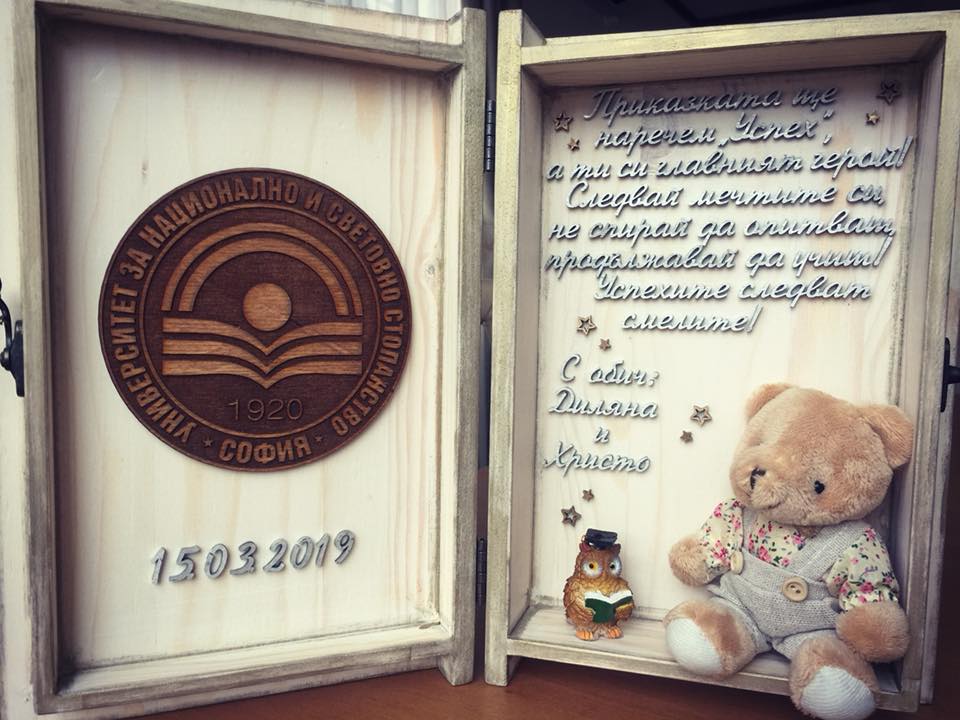 УНИВЕРСИТЕТ ЗА НАЦИОНАЛНО И СВЕТОВНО СТОПАНСТВО
1920
СОФИЯ
15.03.2019
Приказката ще
наречем „Успех“,
а ти си главният герой!
Следвай мечтите си,
не спирай да опитваш,
продължавай да учиш!
Успехите следват
смелите!
С обич:
Диляна
и
Христо